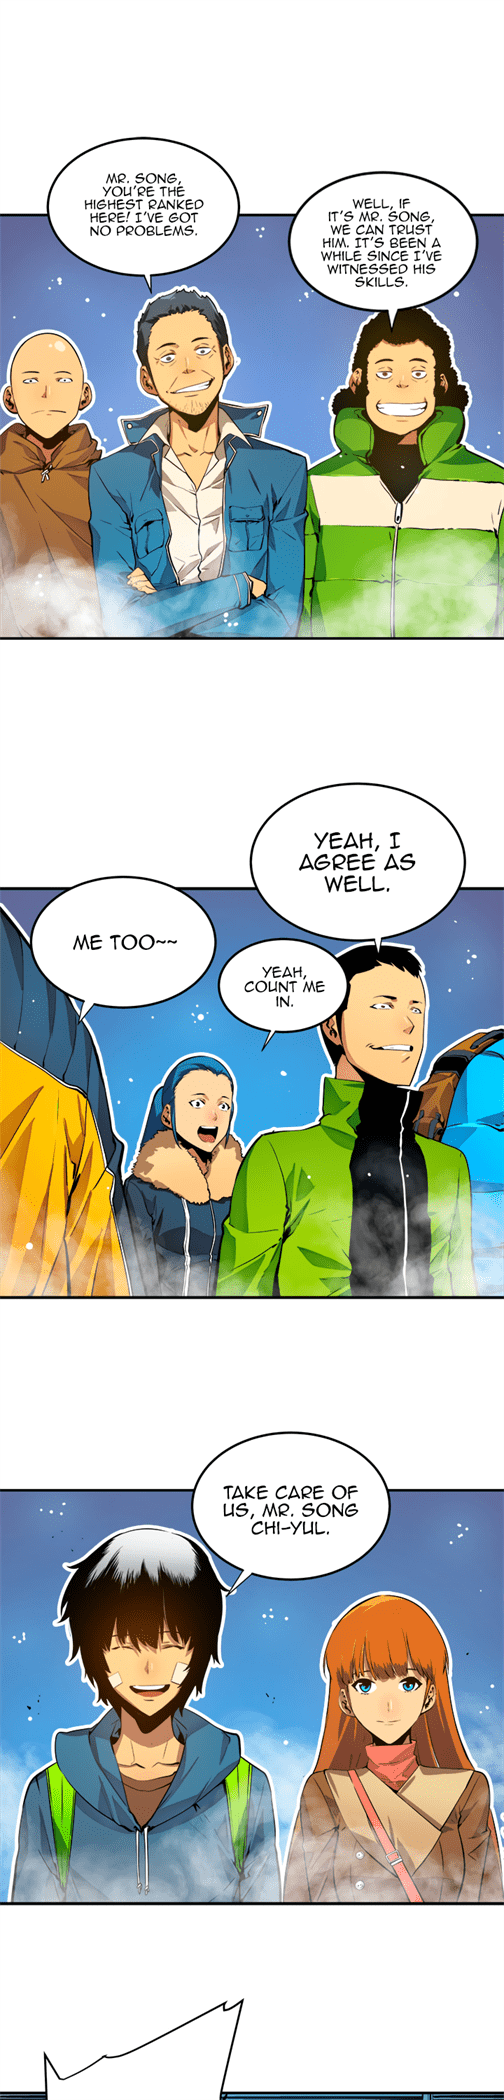 MR. SONG,
YOU'RE THE
HIGHEST RANKED
HERE! I'VE GOT
NO PROBLEMS.
WELL, IF
IT'S MR. SONG,
WE CAN TRUST
HIM. IT'S BEEN A
WHILE SINCE I'VE
WITNESSED HIS
SKILLS.
YEAH, I
AGREE AS
WELL.
ME TOO~~
YEAH,
COUNT ME
IN.
TAKE CARE OF
US, MR. SONG
CHI-YUL.